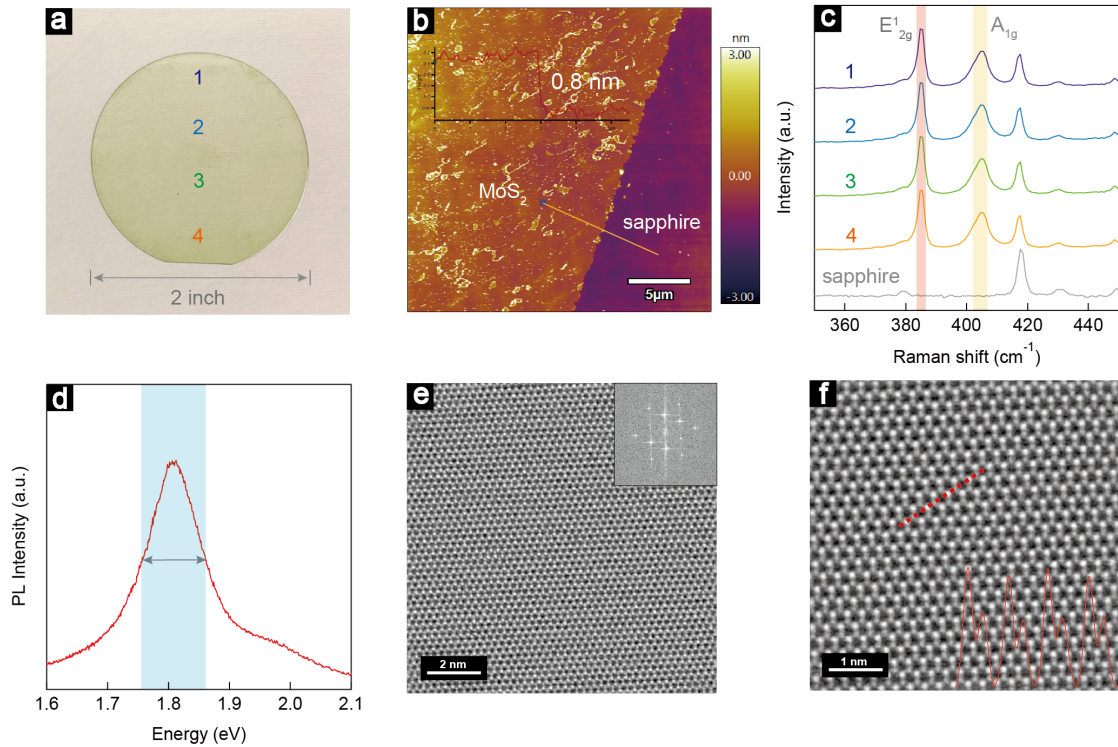 a
1
2
3
4
2 inch
b
0.8 nm
MoS₂
sapphire
5μm
nm
3.00
0.00
-3.00
c
E¹₂g
A₁g
1
2
3
4
sapphire
Intensity (a.u.)
360 380 400 420 440
Raman shift (cm⁻¹)
d
PL Intensity (a.u.)
1.6 1.7 1.8 1.9 2.0 2.1
Energy (eV)
e
2 nm
f
1 nm